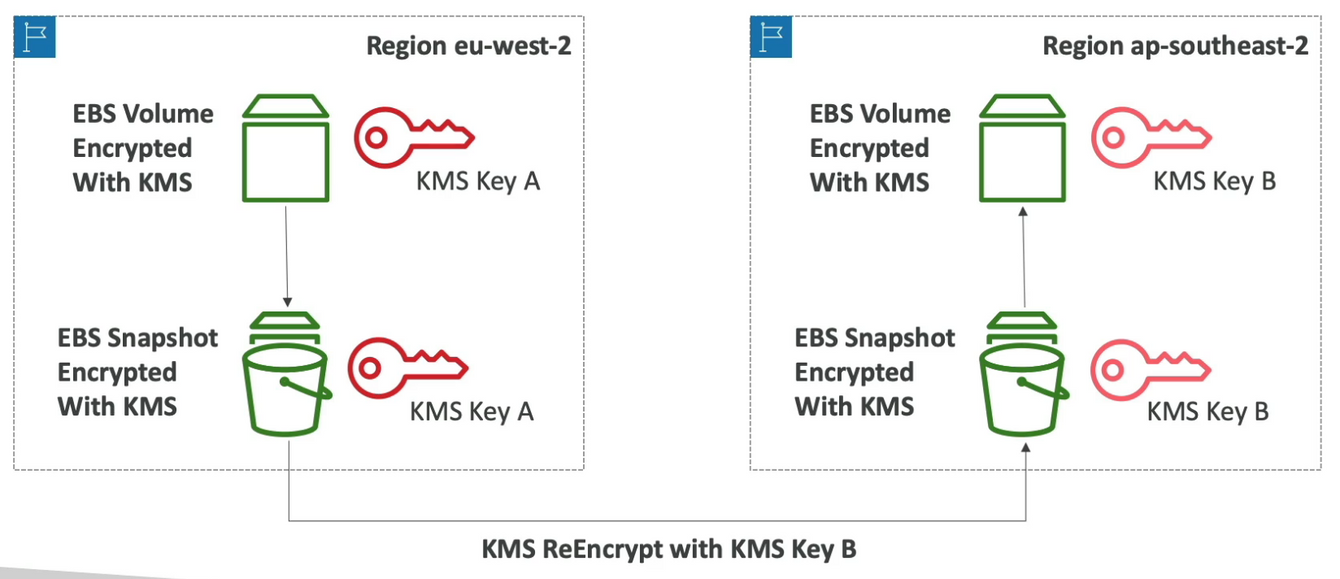 Region eu-west-2
EBS Volume
Encrypted
With KMS
KMS Key A
EBS Snapshot
Encrypted
With KMS
KMS Key A
Region ap-southeast-2
EBS Volume
Encrypted
With KMS
KMS Key B
EBS Snapshot
Encrypted
With KMS
KMS Key B
KMS ReEncrypt with KMS Key B